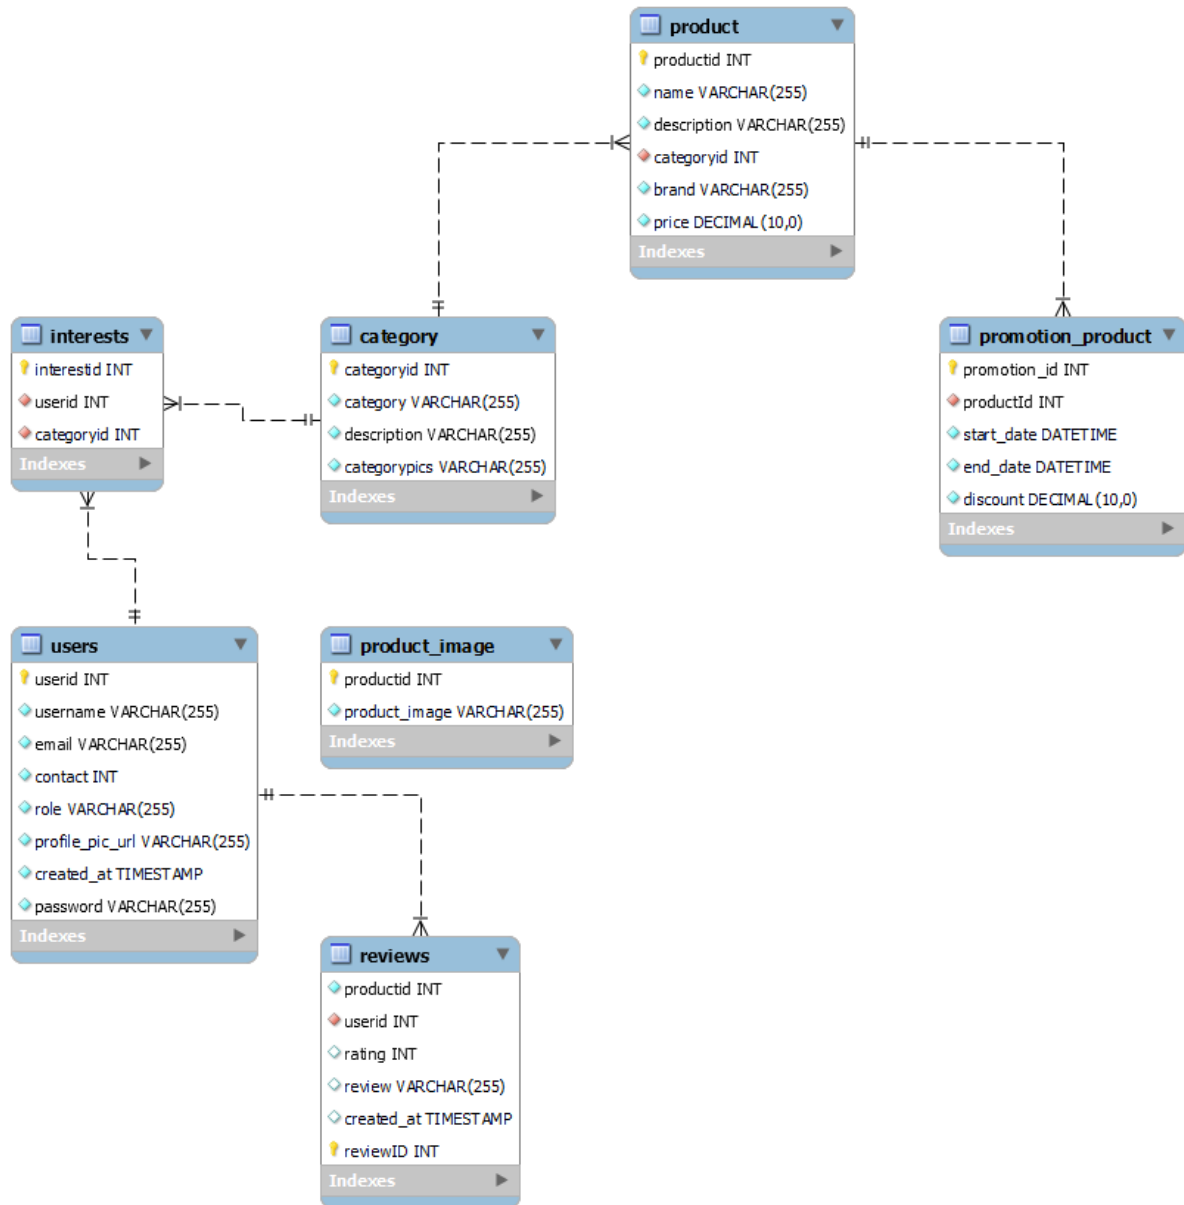 product
productid INT
name VARCHAR(255)
description VARCHAR(255)
categoryid INT
brand VARCHAR(255)
price DECIMAL(10,0)
Indexes
interests
interestid INT
userid INT
categoryid INT
Indexes
category
categoryid INT
category VARCHAR(255)
description VARCHAR(255)
categorypics VARCHAR(255)
Indexes
promotion_product
promotion_id INT
productId INT
start_date DATETIME
end_date DATETIME
discount DECIMAL(10,0)
Indexes
users
userid INT
username VARCHAR(255)
email VARCHAR(255)
contact INT
role VARCHAR(255)
profile_pic_url VARCHAR(255)
created_at TIMESTAMP
password VARCHAR(255)
Indexes
product_image
productid INT
product_image VARCHAR(255)
Indexes
reviews
productid INT
userid INT
rating INT
review VARCHAR(255)
created_at TIMESTAMP
reviewID INT
Indexes